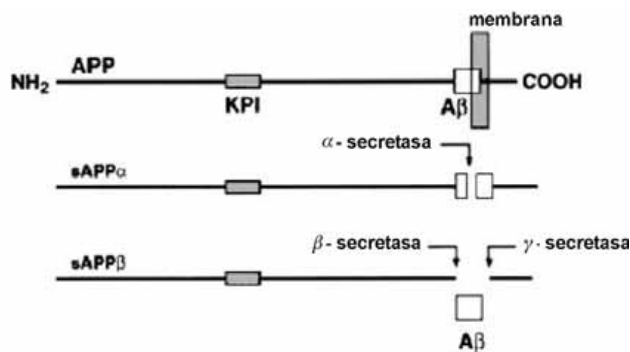 membrana
NH₂ APP COOH
KPI Aβ
α- secretasa
sAPPα
β- secretasa γ- secretasa
sAPPβ
Aβ